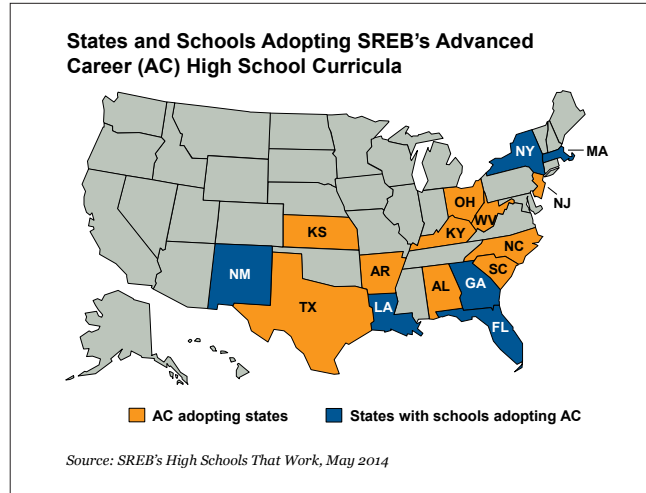 States and Schools Adopting SREB's Advanced
Career (AC) High School Curricula
NY
MA
NJ
OH
WV
KS
KY
NC
NM
AR
SC
TX
LA
AL
GA
FL
AC adopting states
States with schools adopting AC
Source: SREB's High Schools That Work, May 2014